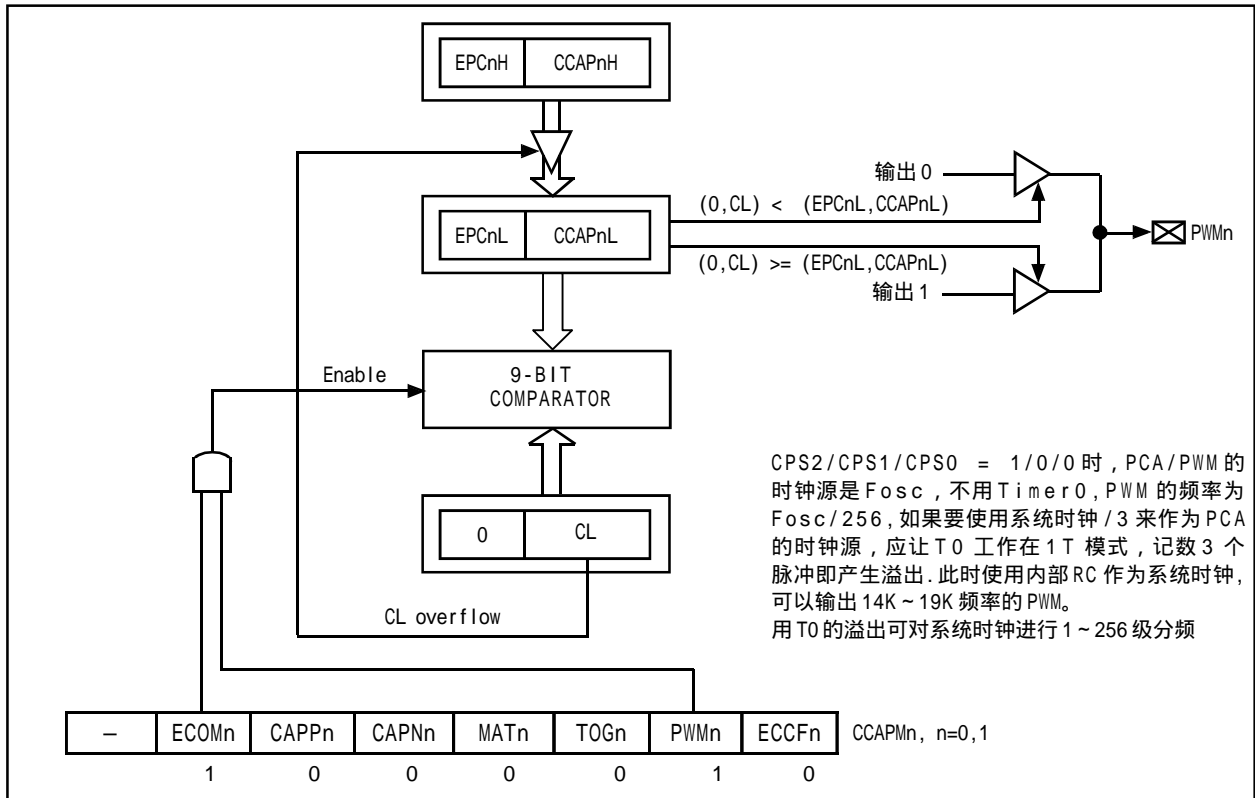 EPCnH CCAPnH
输出0
(0,CL) < (EPCnL,CCAPnL)
EPCnL CCAPnL
PWMn
(0,CL) >= (EPCnL,CCAPnL)
输出1
Enable
9-BIT
COMPARATOR
0 CL
CL overflow
CPS2/CPS1/CPS0 = 1/0/0时,PCA/PWM的
时钟源是Fosc,不用Timer0,PWM的频率为
Fosc/256,如果要使用系统时钟/3来作为PCA
的时钟源,应让T0工作在1T模式,记数3个
脉冲即产生溢出.此时使用内部RC作为系统时钟,
可以输出14K~19K频率的PWM。
用T0的溢出可对系统时钟进行1~256级分频
– ECOMn CAPPn CAPNn MATn TOGn PWMn ECCFn CCAPMn, n=0,1
1 0 0 0 0 1 0